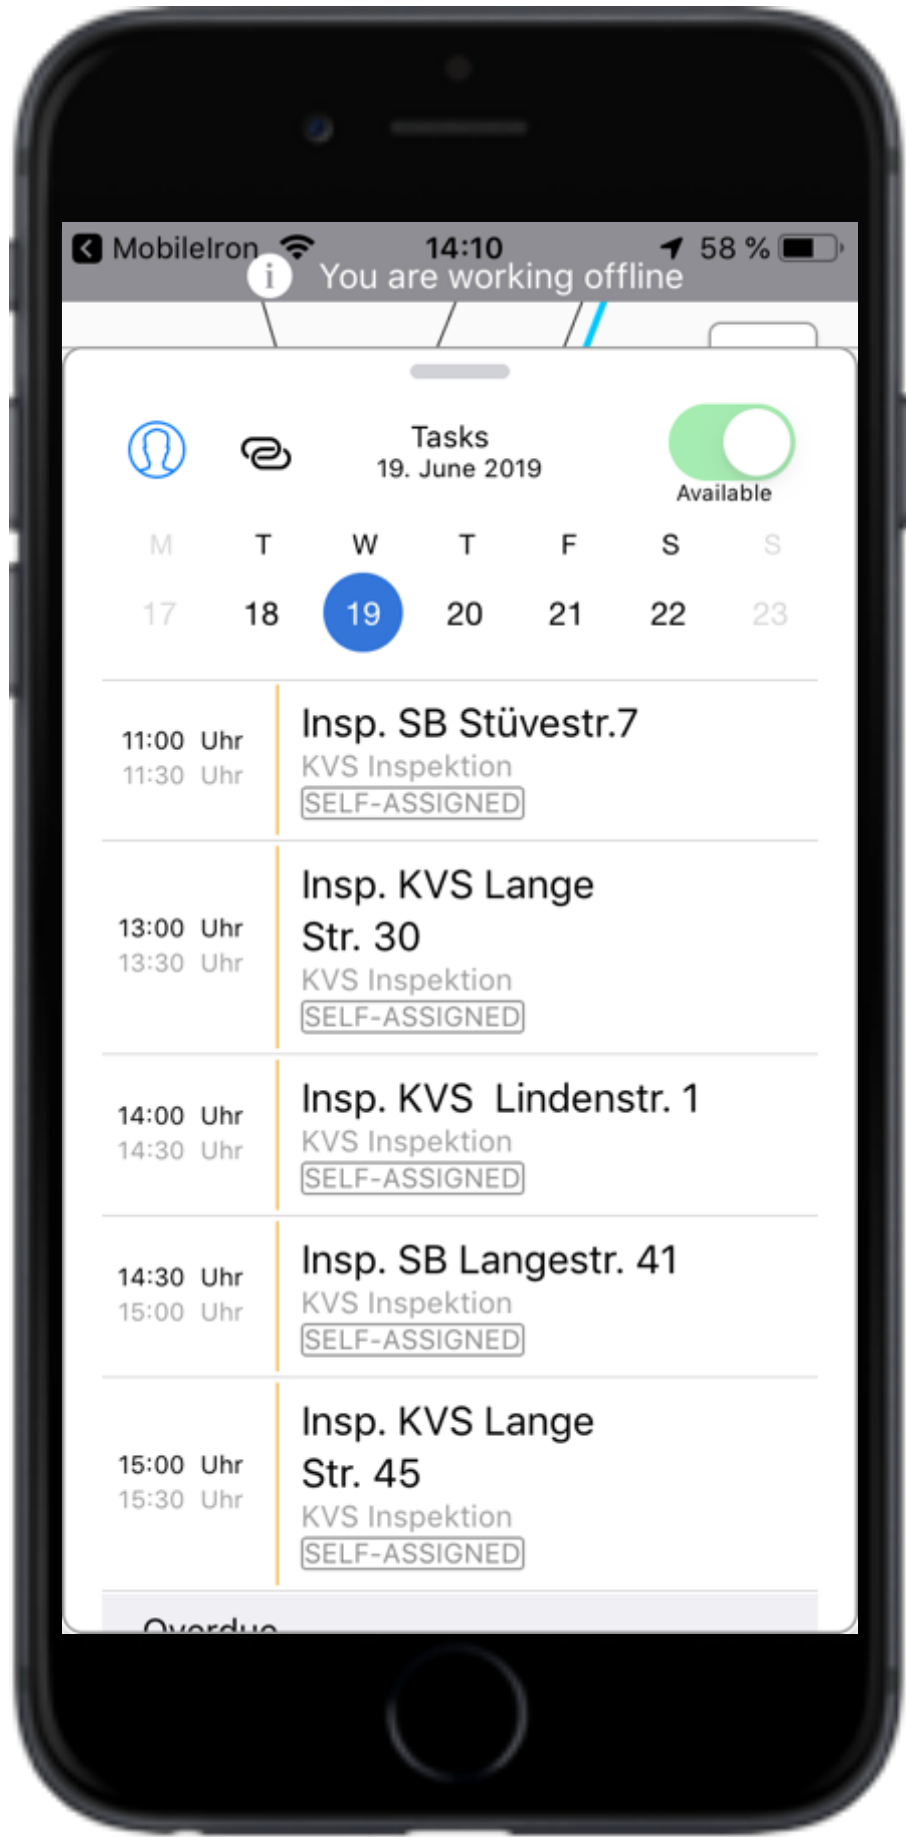 MobileIron 14:10 58 %
i You are working offline
Tasks
19. June 2019
Available
M T W T F S S
17 18 19 20 21 22 23
11:00 Uhr
11:30 Uhr
Insp. SB Stüvestr.7
KVS Inspektion
SELF-ASSIGNED
13:00 Uhr
13:30 Uhr
Insp. KVS Lange
Str. 30
KVS Inspektion
SELF-ASSIGNED
14:00 Uhr
14:30 Uhr
Insp. KVS  Lindenstr. 1
KVS Inspektion
SELF-ASSIGNED
14:30 Uhr
15:00 Uhr
Insp. SB Langestr. 41
KVS Inspektion
SELF-ASSIGNED
15:00 Uhr
15:30 Uhr
Insp. KVS Lange
Str. 45
KVS Inspektion
SELF-ASSIGNED
Overdue